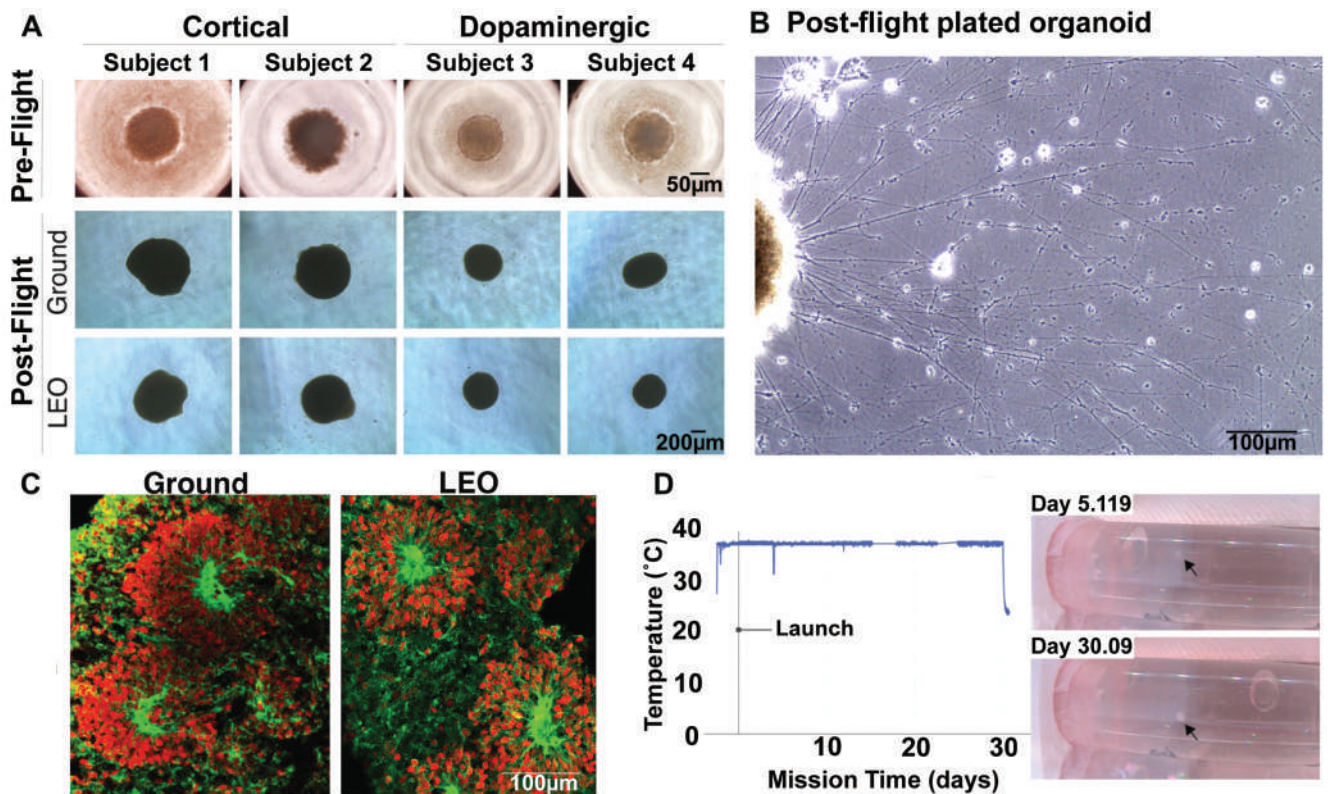 A
Cortical
Dopaminergic
Subject 1
Subject 2
Subject 3
Subject 4
Pre-Flight
50µm
Post-Flight
Ground
LEO
200µm
B Post-flight plated organoid
100µm
C
Ground
LEO
100µm
D
Temperature (°C)
40
30
20
10
0
Launch
10
20
30
Mission Time (days)
Day 5.119
Day 30.09